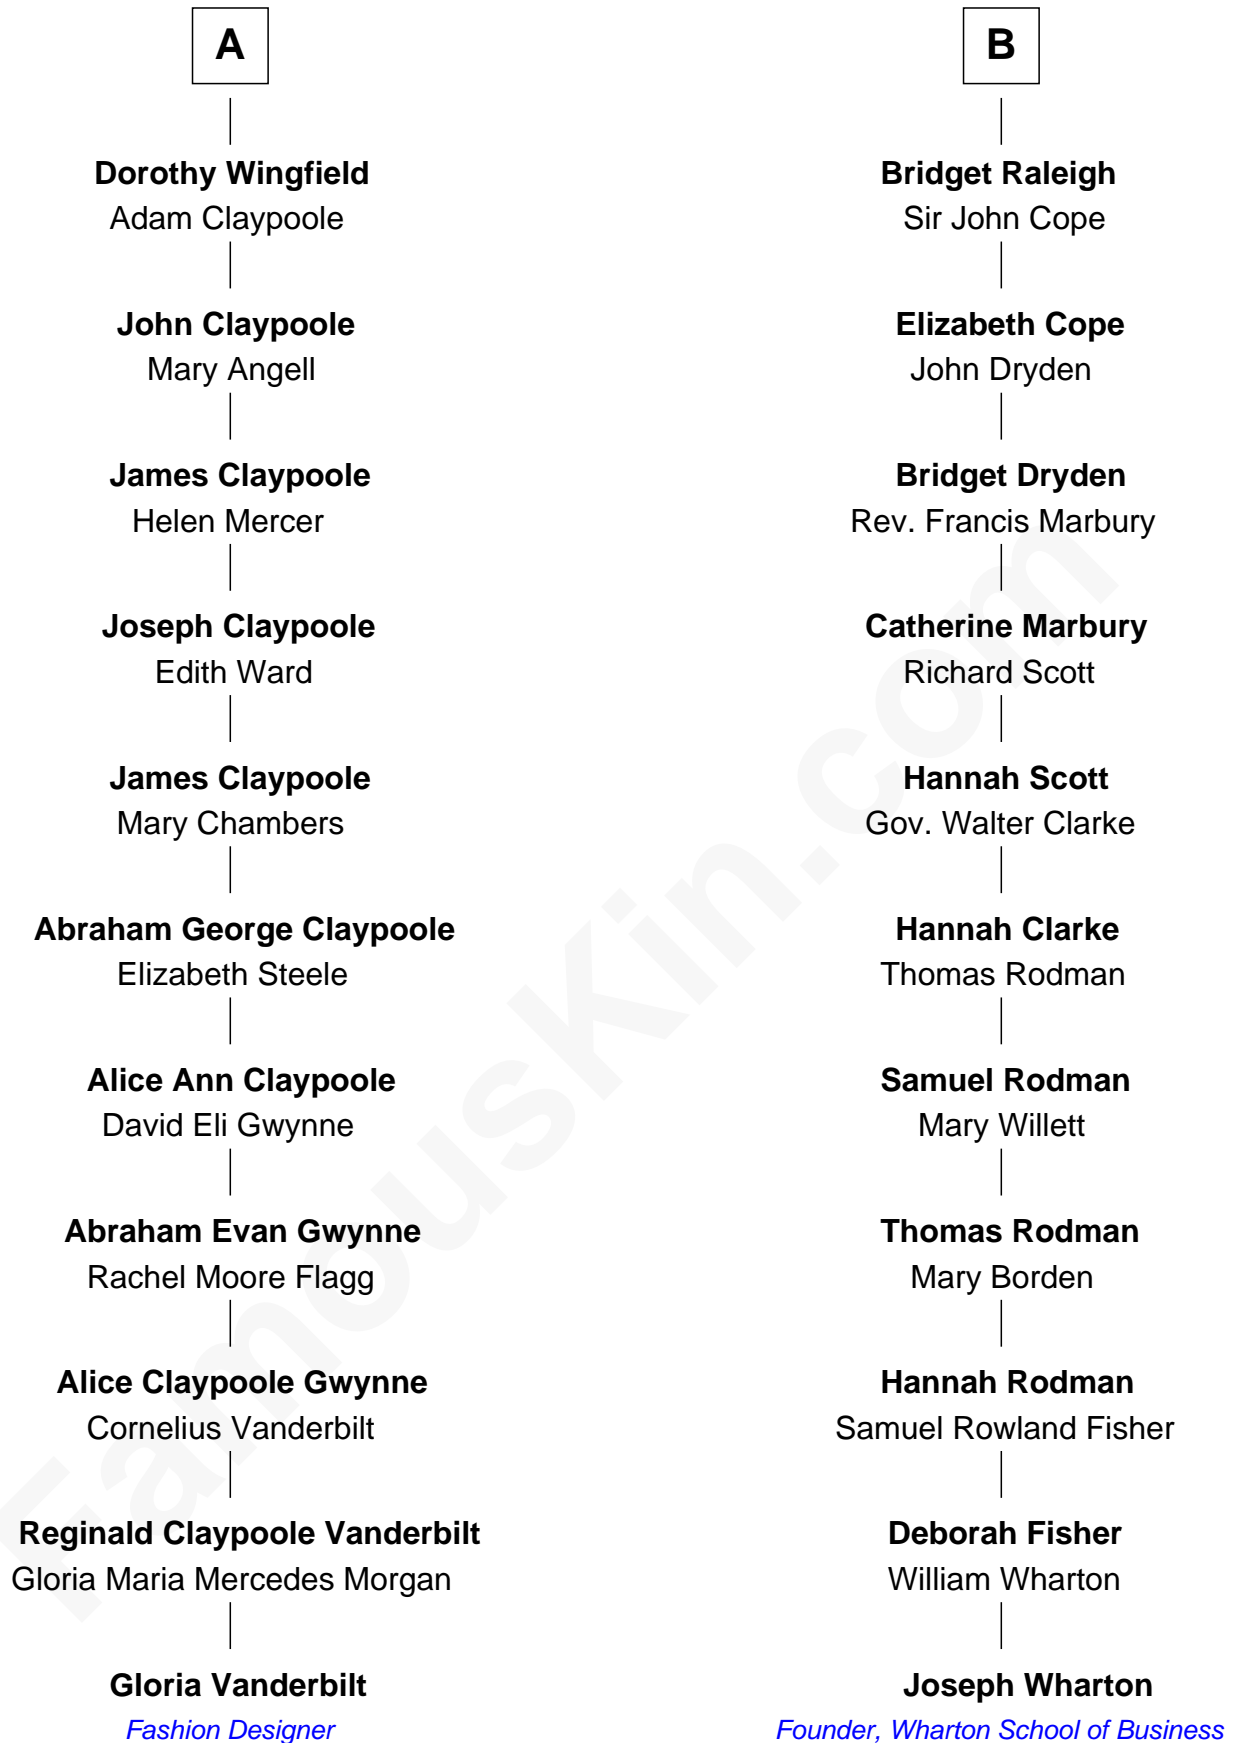 A
Dorothy Wingfield
Adam Claypoole
John Claypoole
Mary Angell
James Claypoole
Helen Mercer
Joseph Claypoole
Edith Ward
James Claypoole
Mary Chambers
Abraham George Claypoole
Elizabeth Steele
Alice Ann Claypoole
David Eli Gwynne
Abraham Evan Gwynne
Rachel Moore Flagg
Alice Claypoole Gwynne
Cornelius Vanderbilt
Reginald Claypoole Vanderbilt
Gloria Maria Mercedes Morgan
Gloria Vanderbilt
Fashion Designer
B
Bridget Raleigh
Sir John Cope
Elizabeth Cope
John Dryden
Bridget Dryden
Rev. Francis Marbury
Catherine Marbury
Richard Scott
Hannah Scott
Gov. Walter Clarke
Hannah Clarke
Thomas Rodman
Samuel Rodman
Mary Willett
Thomas Rodman
Mary Borden
Hannah Rodman
Samuel Rowland Fisher
Deborah Fisher
William Wharton
Joseph Wharton
Founder, Wharton School of Business
FamousKin.com